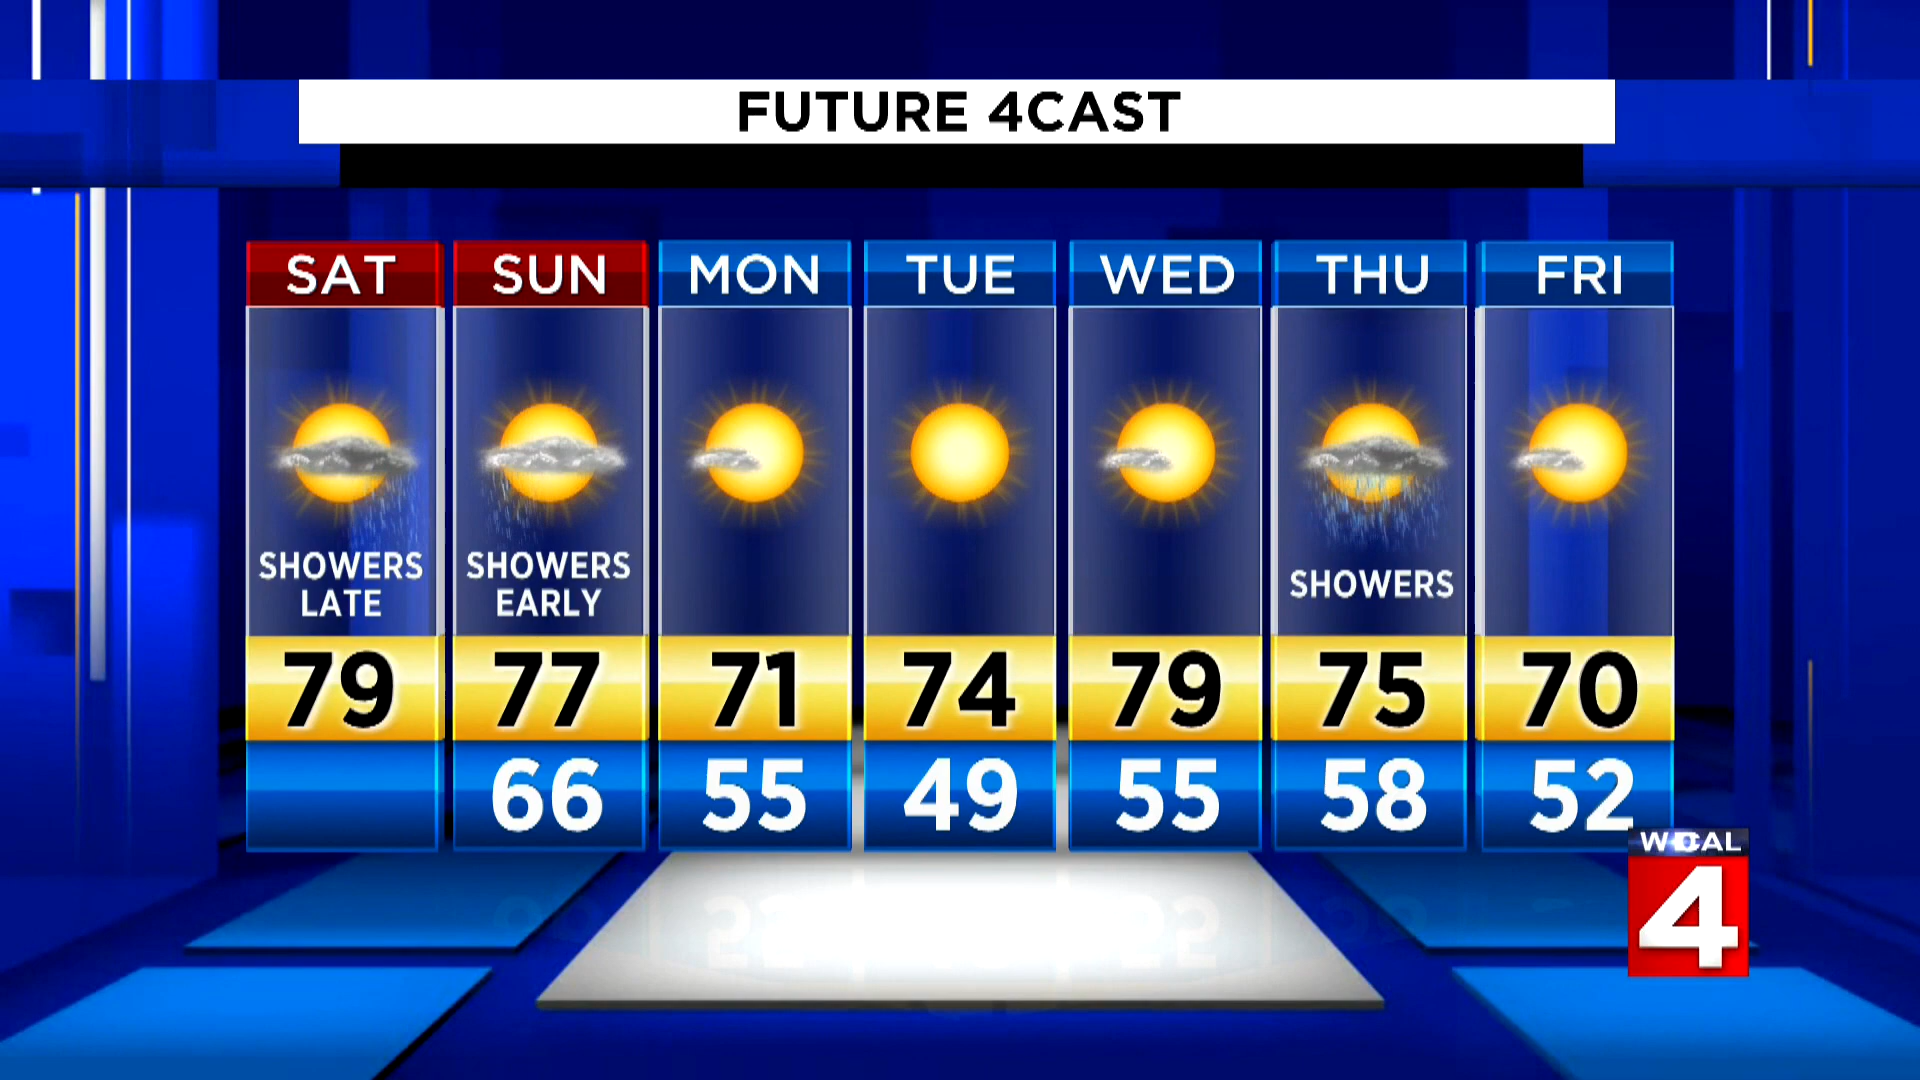 FUTURE 4CAST
SAT SUN MON TUE WED THU FRI
SHOWERS LATE
SHOWERS EARLY
SHOWERS
79 77 71 74 79 75 70
66 55 49 55 58 52
4